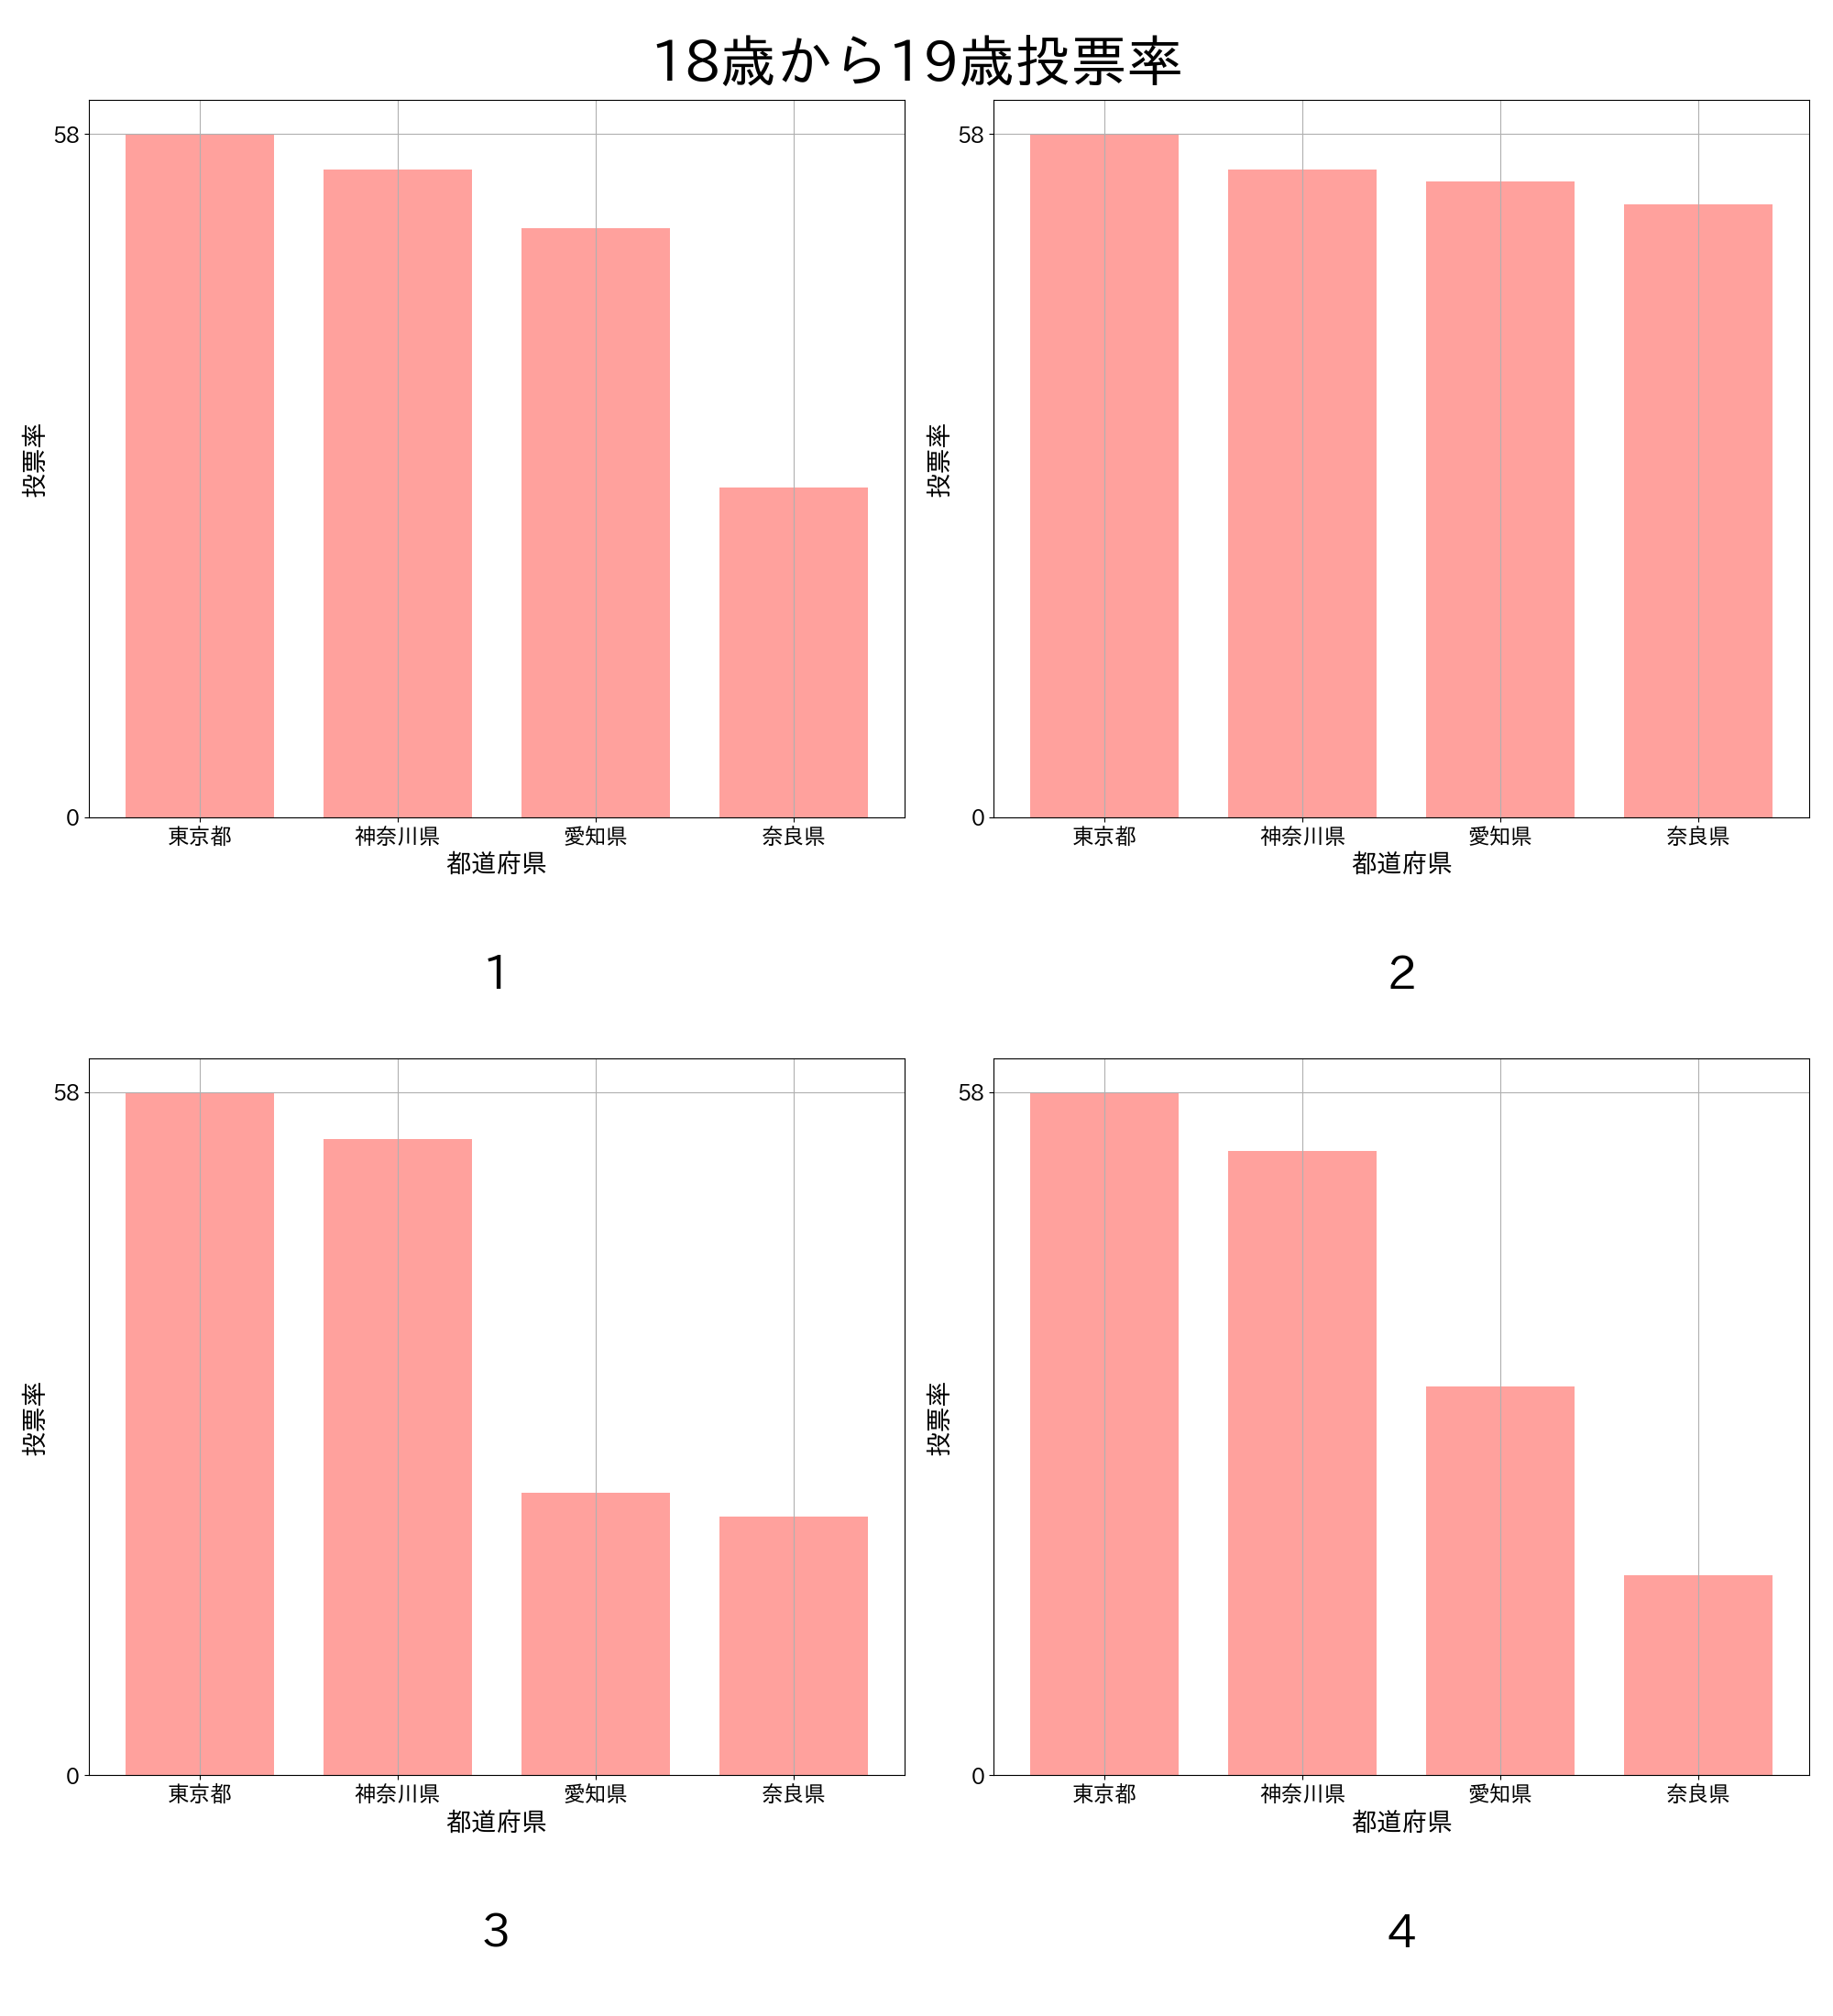 18歳から19歳投票率
58
0
投票率
東京都 神奈川県 愛知県 奈良県
都道府県
1
58
0
投票率
東京都 神奈川県 愛知県 奈良県
都道府県
2
58
0
投票率
東京都 神奈川県 愛知県 奈良県
都道府県
3
58
0
投票率
東京都 神奈川県 愛知県 奈良県
都道府県
4